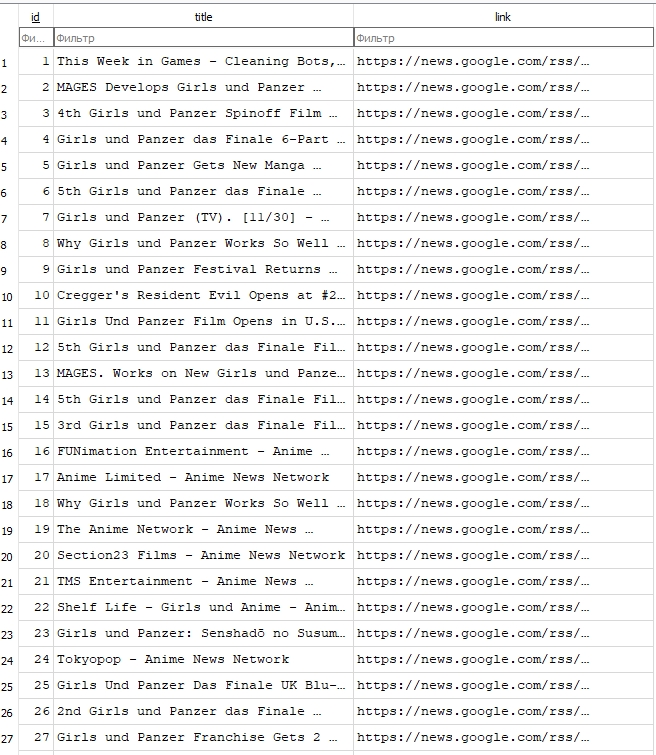 id title link
Фи… Фильтр Фильтр
1 1 This Week in Games - Cleaning Bots,… https://news.google.com/rss/…
2 2 MAGES Develops Girls und Panzer … https://news.google.com/rss/…
3 3 4th Girls und Panzer Spinoff Film … https://news.google.com/rss/…
4 4 Girls und Panzer das Finale 6-Part … https://news.google.com/rss/…
5 5 Girls und Panzer Gets New Manga … https://news.google.com/rss/…
6 6 5th Girls und Panzer das Finale … https://news.google.com/rss/…
7 7 Girls und Panzer (TV). [11/30] - … https://news.google.com/rss/…
8 8 Why Girls und Panzer Works So Well … https://news.google.com/rss/…
9 9 Girls und Panzer Festival Returns … https://news.google.com/rss/…
10 10 Cregger's Resident Evil Opens at #2… https://news.google.com/rss/…
11 11 Girls Und Panzer Film Opens in U.S.… https://news.google.com/rss/…
12 12 5th Girls und Panzer das Finale Fil… https://news.google.com/rss/…
13 13 MAGES. Works on New Girls und Panze… https://news.google.com/rss/…
14 14 5th Girls und Panzer das Finale Fil… https://news.google.com/rss/…
15 15 3rd Girls und Panzer das Finale Fil… https://news.google.com/rss/…
16 16 FUNimation Entertainment - Anime … https://news.google.com/rss/…
17 17 Anime Limited - Anime News Network https://news.google.com/rss/…
18 18 Why Girls und Panzer Works So Well … https://news.google.com/rss/…
19 19 The Anime Network - Anime News … https://news.google.com/rss/…
20 20 Section23 Films - Anime News Network https://news.google.com/rss/…
21 21 TMS Entertainment - Anime News … https://news.google.com/rss/…
22 22 Shelf Life - Girls und Anime - Anim… https://news.google.com/rss/…
23 23 Girls und Panzer: Senshadō no Susum… https://news.google.com/rss/…
24 24 Tokyopop - Anime News Network https://news.google.com/rss/…
25 25 Girls Und Panzer Das Finale UK Blu-… https://news.google.com/rss/…
26 26 2nd Girls und Panzer das Finale … https://news.google.com/rss/…
27 27 Girls und Panzer Franchise Gets 2 … https://news.google.com/rss/…